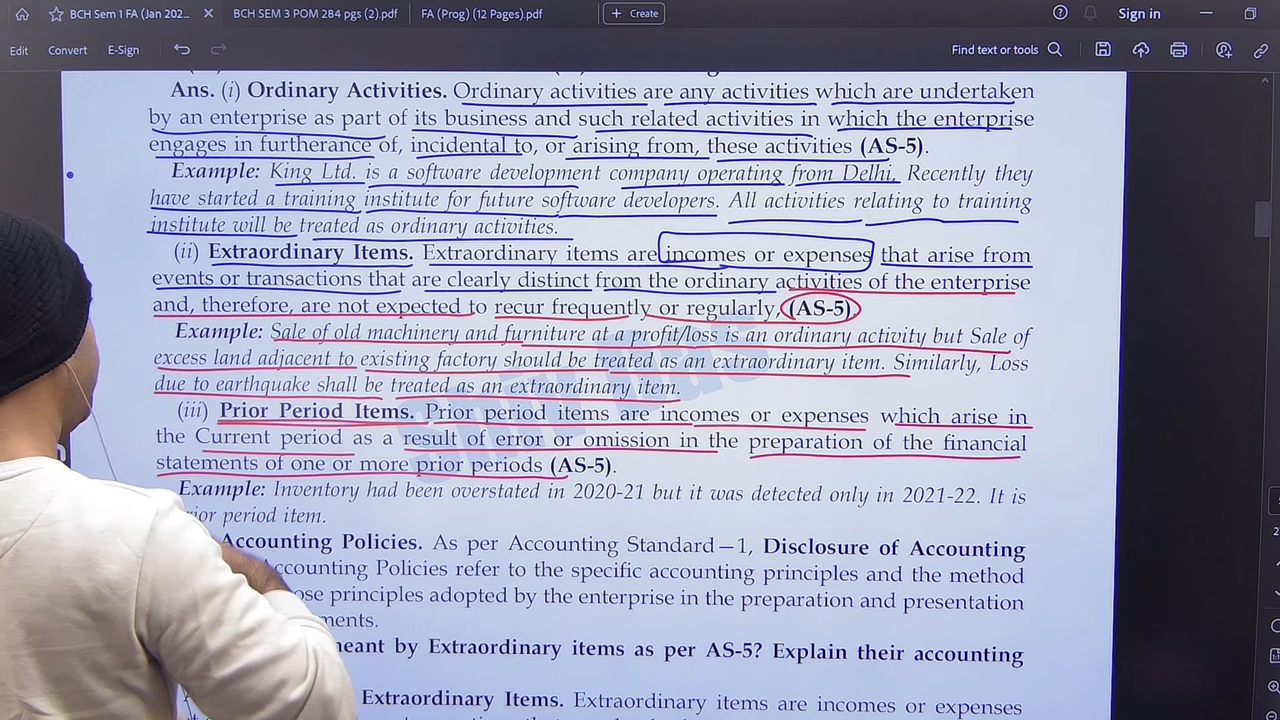 BCH Sem 1 FA (Jan 202...
BCH SEM 3 POM 284 pgs (2).pdf
FA (Prog) (12 Pages).pdf
+ Create
Sign in
Edit Convert E-Sign
Find text or tools
Ans. (i) Ordinary Activities. Ordinary activities are any activities which are undertaken
by an enterprise as part of its business and such related activities in which the enterprise
engages in furtherance of, incidental to, or arising from, these activities (AS-5).
Example: King Ltd. is a software development company operating from Delhi. Recently they
have started a training institute for future software developers. All activities relating to training
institute will be treated as ordinary activities.
(ii) Extraordinary Items. Extraordinary items are incomes or expenses that arise from
events or transactions that are clearly distinct from the ordinary activities of the enterprise
and, therefore, are not expected to recur frequently or regularly, (AS-5)
Example: Sale of old machinery and furniture at a profit/loss is an ordinary activity but Sale of
excess land adjacent to existing factory should be treated as an extraordinary item. Similarly, Loss
due to earthquake shall be treated as an extraordinary item.
(iii) Prior Period Items. Prior period items are incomes or expenses which arise in
the Current period as a result of error or omission in the preparation of the financial
statements of one or more prior periods (AS-5).
Example: Inventory had been overstated in 2020-21 but it was detected only in 2021-22. It is
period item.
Accounting Policies. As per Accounting Standard—1, Disclosure of Accounting
Accounting Policies refer to the specific accounting principles and the method
principles adopted by the enterprise in the preparation and presentation
by Extraordinary items as per AS-5? Explain their accounting
Extraordinary Items. Extraordinary items are incomes or expenses